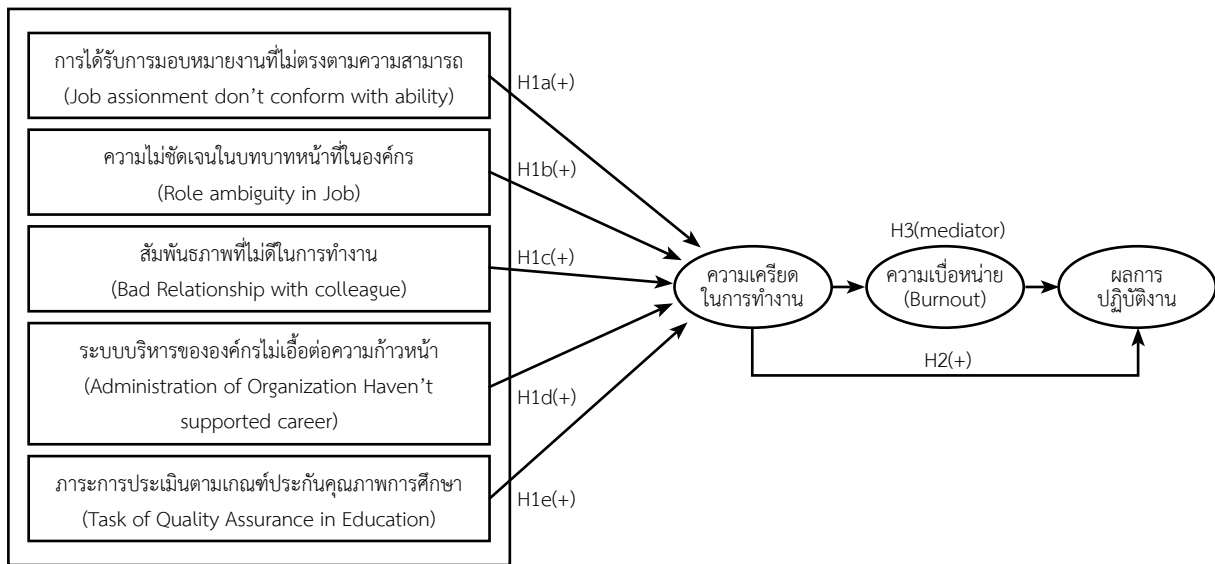 การได้รับการมอบหมายงานที่ไม่ตรงตามความสามารถ
(Job assionment don't conform with ability)
H1a(+)
ความไม่ชัดเจนในบทบาทหน้าที่ในองค์กร
(Role ambiguity in Job)
H1b(+)
สัมพันธภาพที่ไม่ดีในการทำงาน
(Bad Relationship with colleague)
H1c(+)
ระบบบริหารขององค์กรไม่เอื้อต่อความก้าวหน้า
(Administration of Organization Haven't
supported career)
H1d(+)
ภาระการประเมินตามเกณฑ์ประกันคุณภาพการศึกษา
(Task of Quality Assurance in Education)
H1e(+)
ความเครียด
ในการทำงาน
H3(mediator)
ความเบื่อหน่าย
(Burnout)
ผลการ
ปฏิบัติงาน
H2(+)